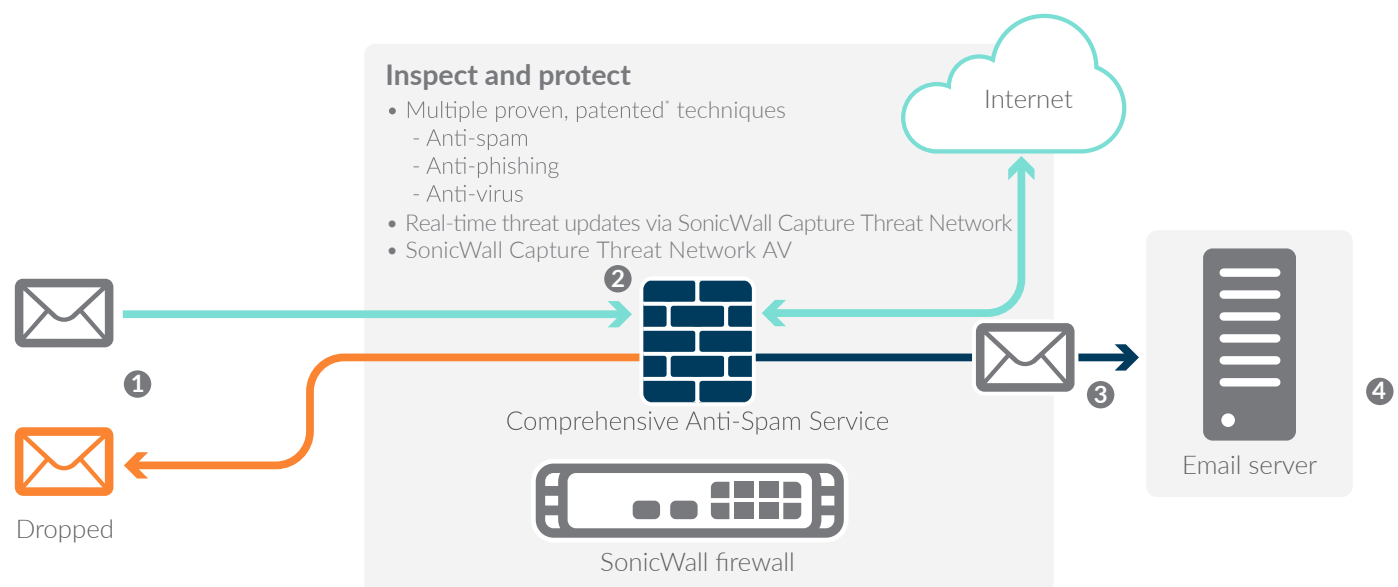 Inspect and protect
• Multiple proven, patented* techniques
- Anti-spam
- Anti-phishing
- Anti-virus
• Real-time threat updates via SonicWall Capture Threat Network
• SonicWall Capture Threat Network AV
Internet
2
1
3
4
Comprehensive Anti-Spam Service
Email server
Dropped
SonicWall firewall